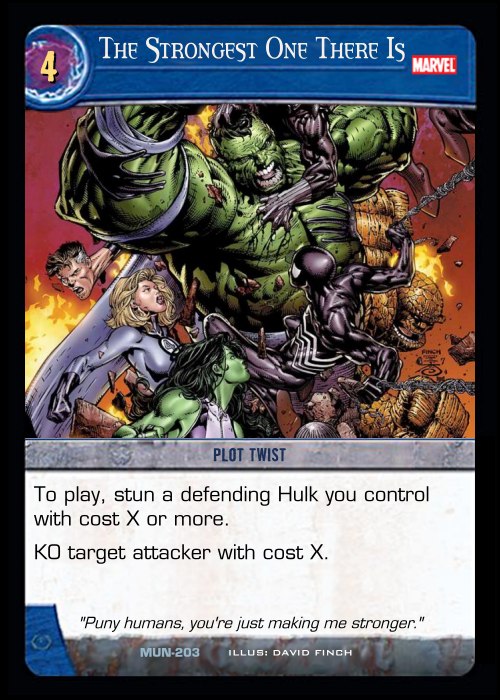 4
The Strongest One There Is
MARVEL
FINCH
PLOT TWIST
To play, stun a defending Hulk you control
with cost X or more.
KO target attacker with cost X.
"Puny humans, you're just making me stronger."
MUN-203 ILLUS: DAVID FINCH